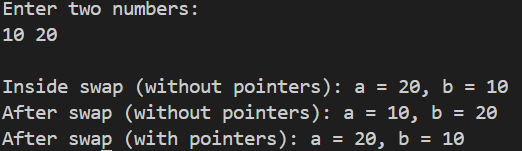 Enter two numbers:
10 20
Inside swap (without pointers): a = 20, b = 10
After swap (without pointers): a = 10, b = 20
After swap (with pointers): a = 20, b = 10